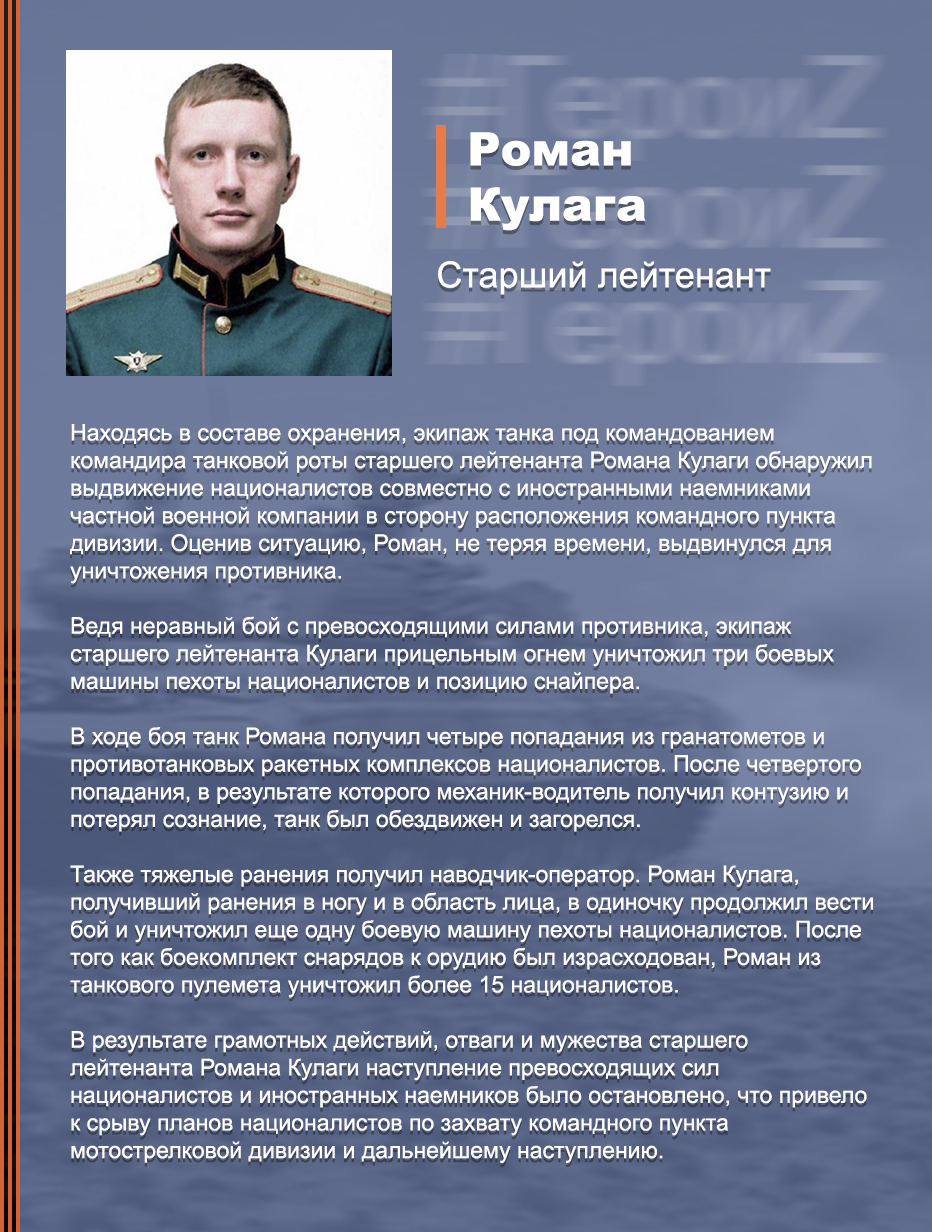 #ГероиZ
Роман
#ГероиZ
Кулага
Старший лейтенант
#ГероиZ
Находясь в составе охранения, экипаж танка под командованием
командира танковой роты старшего лейтенанта Романа Кулаги обнаружил
выдвижение националистов совместно с иностранными наемниками
частной военной компании в сторону расположения командного пункта
дивизии. Оценив ситуацию, Роман, не теряя времени, выдвинулся для
уничтожения противника.
Ведя неравный бой с превосходящими силами противника, экипаж
старшего лейтенанта Кулаги прицельным огнем уничтожил три боевых
машины пехоты националистов и позицию снайпера.
В ходе боя танк Романа получил четыре попадания из гранатометов и
противотанковых ракетных комплексов националистов. После четвертого
попадания, в результате которого механик-водитель получил контузию и
потерял сознание, танк был обездвижен и загорелся.
Также тяжелые ранения получил наводчик-оператор. Роман Кулага,
получивший ранения в ногу и в область лица, в одиночку продолжил вести
бой и уничтожил еще одну боевую машину пехоты националистов. После
того как боекомплект снарядов к орудию был израсходован, Роман из
танкового пулемета уничтожил более 15 националистов.
В результате грамотных действий, отваги и мужества старшего
лейтенанта Романа Кулаги наступление превосходящих сил
националистов и иностранных наемников было остановлено, что привело
к срыву планов националистов по захвату командного пункта
мотострелковой дивизии и дальнейшему наступлению.